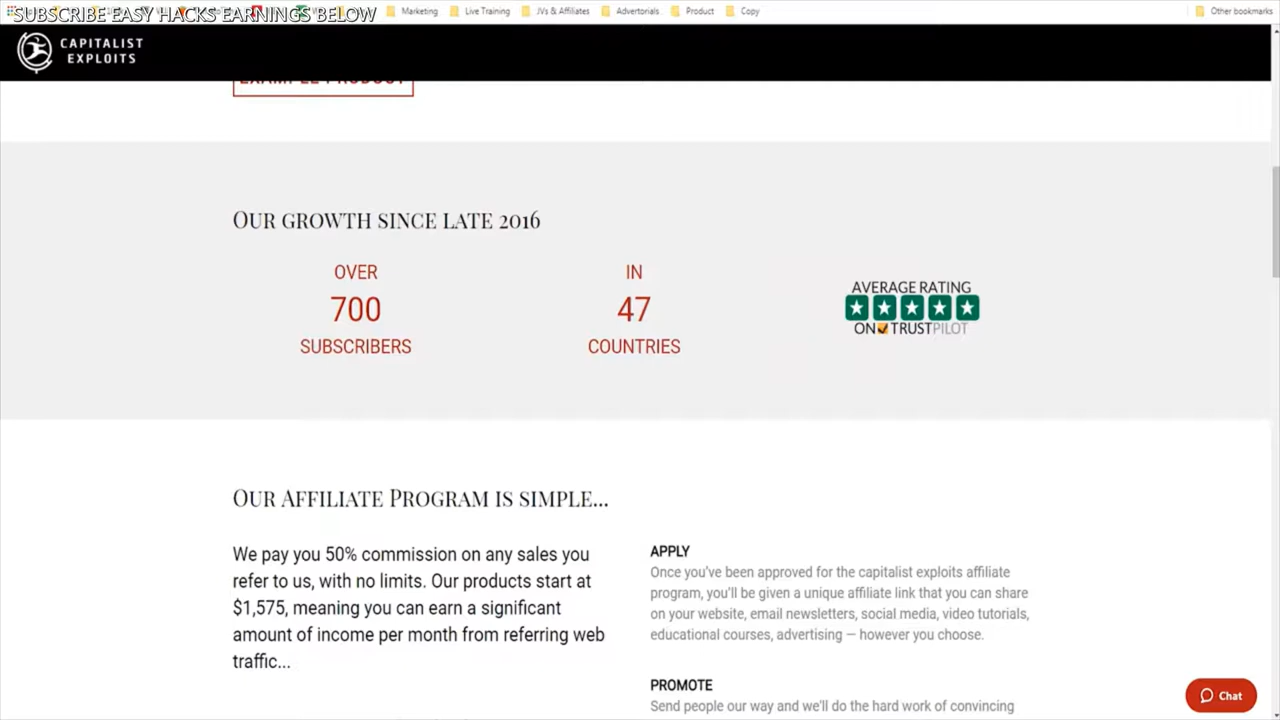 SUBSCRIBE EASY HACKS EARNINGS BELOW
Marketing
Live Training
JVs & Affiliates
Advertorials
Product
Copy
Other bookmarks
CAPITALIST
EXPLOITS
EXAMPLE PRODUCT
OUR GROWTH SINCE LATE 2016
OVER
700
SUBSCRIBERS
IN
47
COUNTRIES
AVERAGE RATING
ON TRUSTPILOT
OUR AFFILIATE PROGRAM IS SIMPLE...
We pay you 50% commission on any sales you
refer to us, with no limits. Our products start at
$1,575, meaning you can earn a significant
amount of income per month from referring web
traffic...
APPLY
Once you've been approved for the capitalist exploits affiliate
program, you'll be given a unique affiliate link that you can share
on your website, email newsletters, social media, video tutorials,
educational courses, advertising — however you choose.
PROMOTE
Send people our way and we'll do the hard work of convincing
Chat